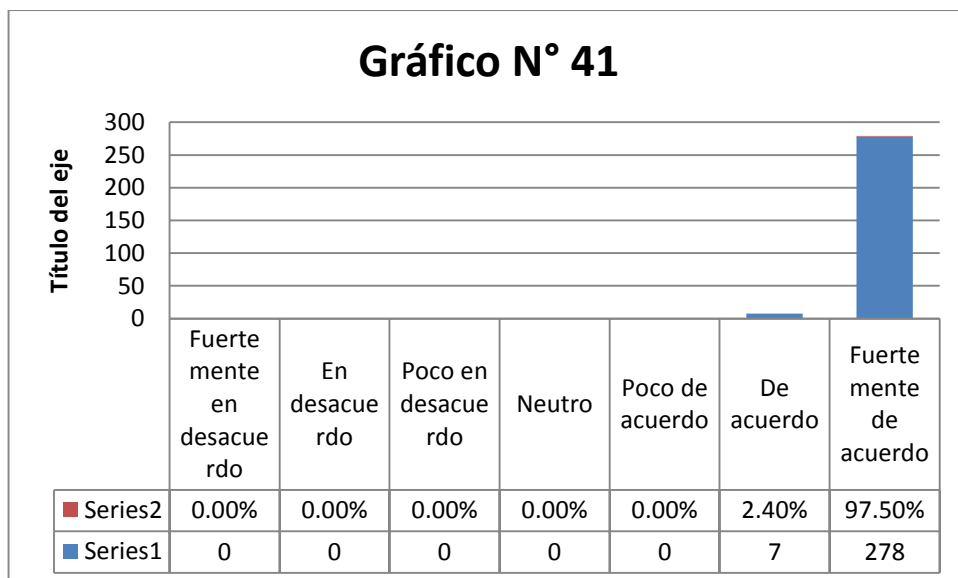 Gráfico N° 41
Título del eje
300
250
200
150
100
50
0
Fuerte
mente
en
desacue
rdo
En
desacue
rdo
Poco en
desacue
rdo
Neutro
Poco de
acuerdo
De
acuerdo
Fuerte
mente
de
acuerdo
Series2 0.00% 0.00% 0.00% 0.00% 0.00% 2.40% 97.50%
Series1 0 0 0 0 0 7 278